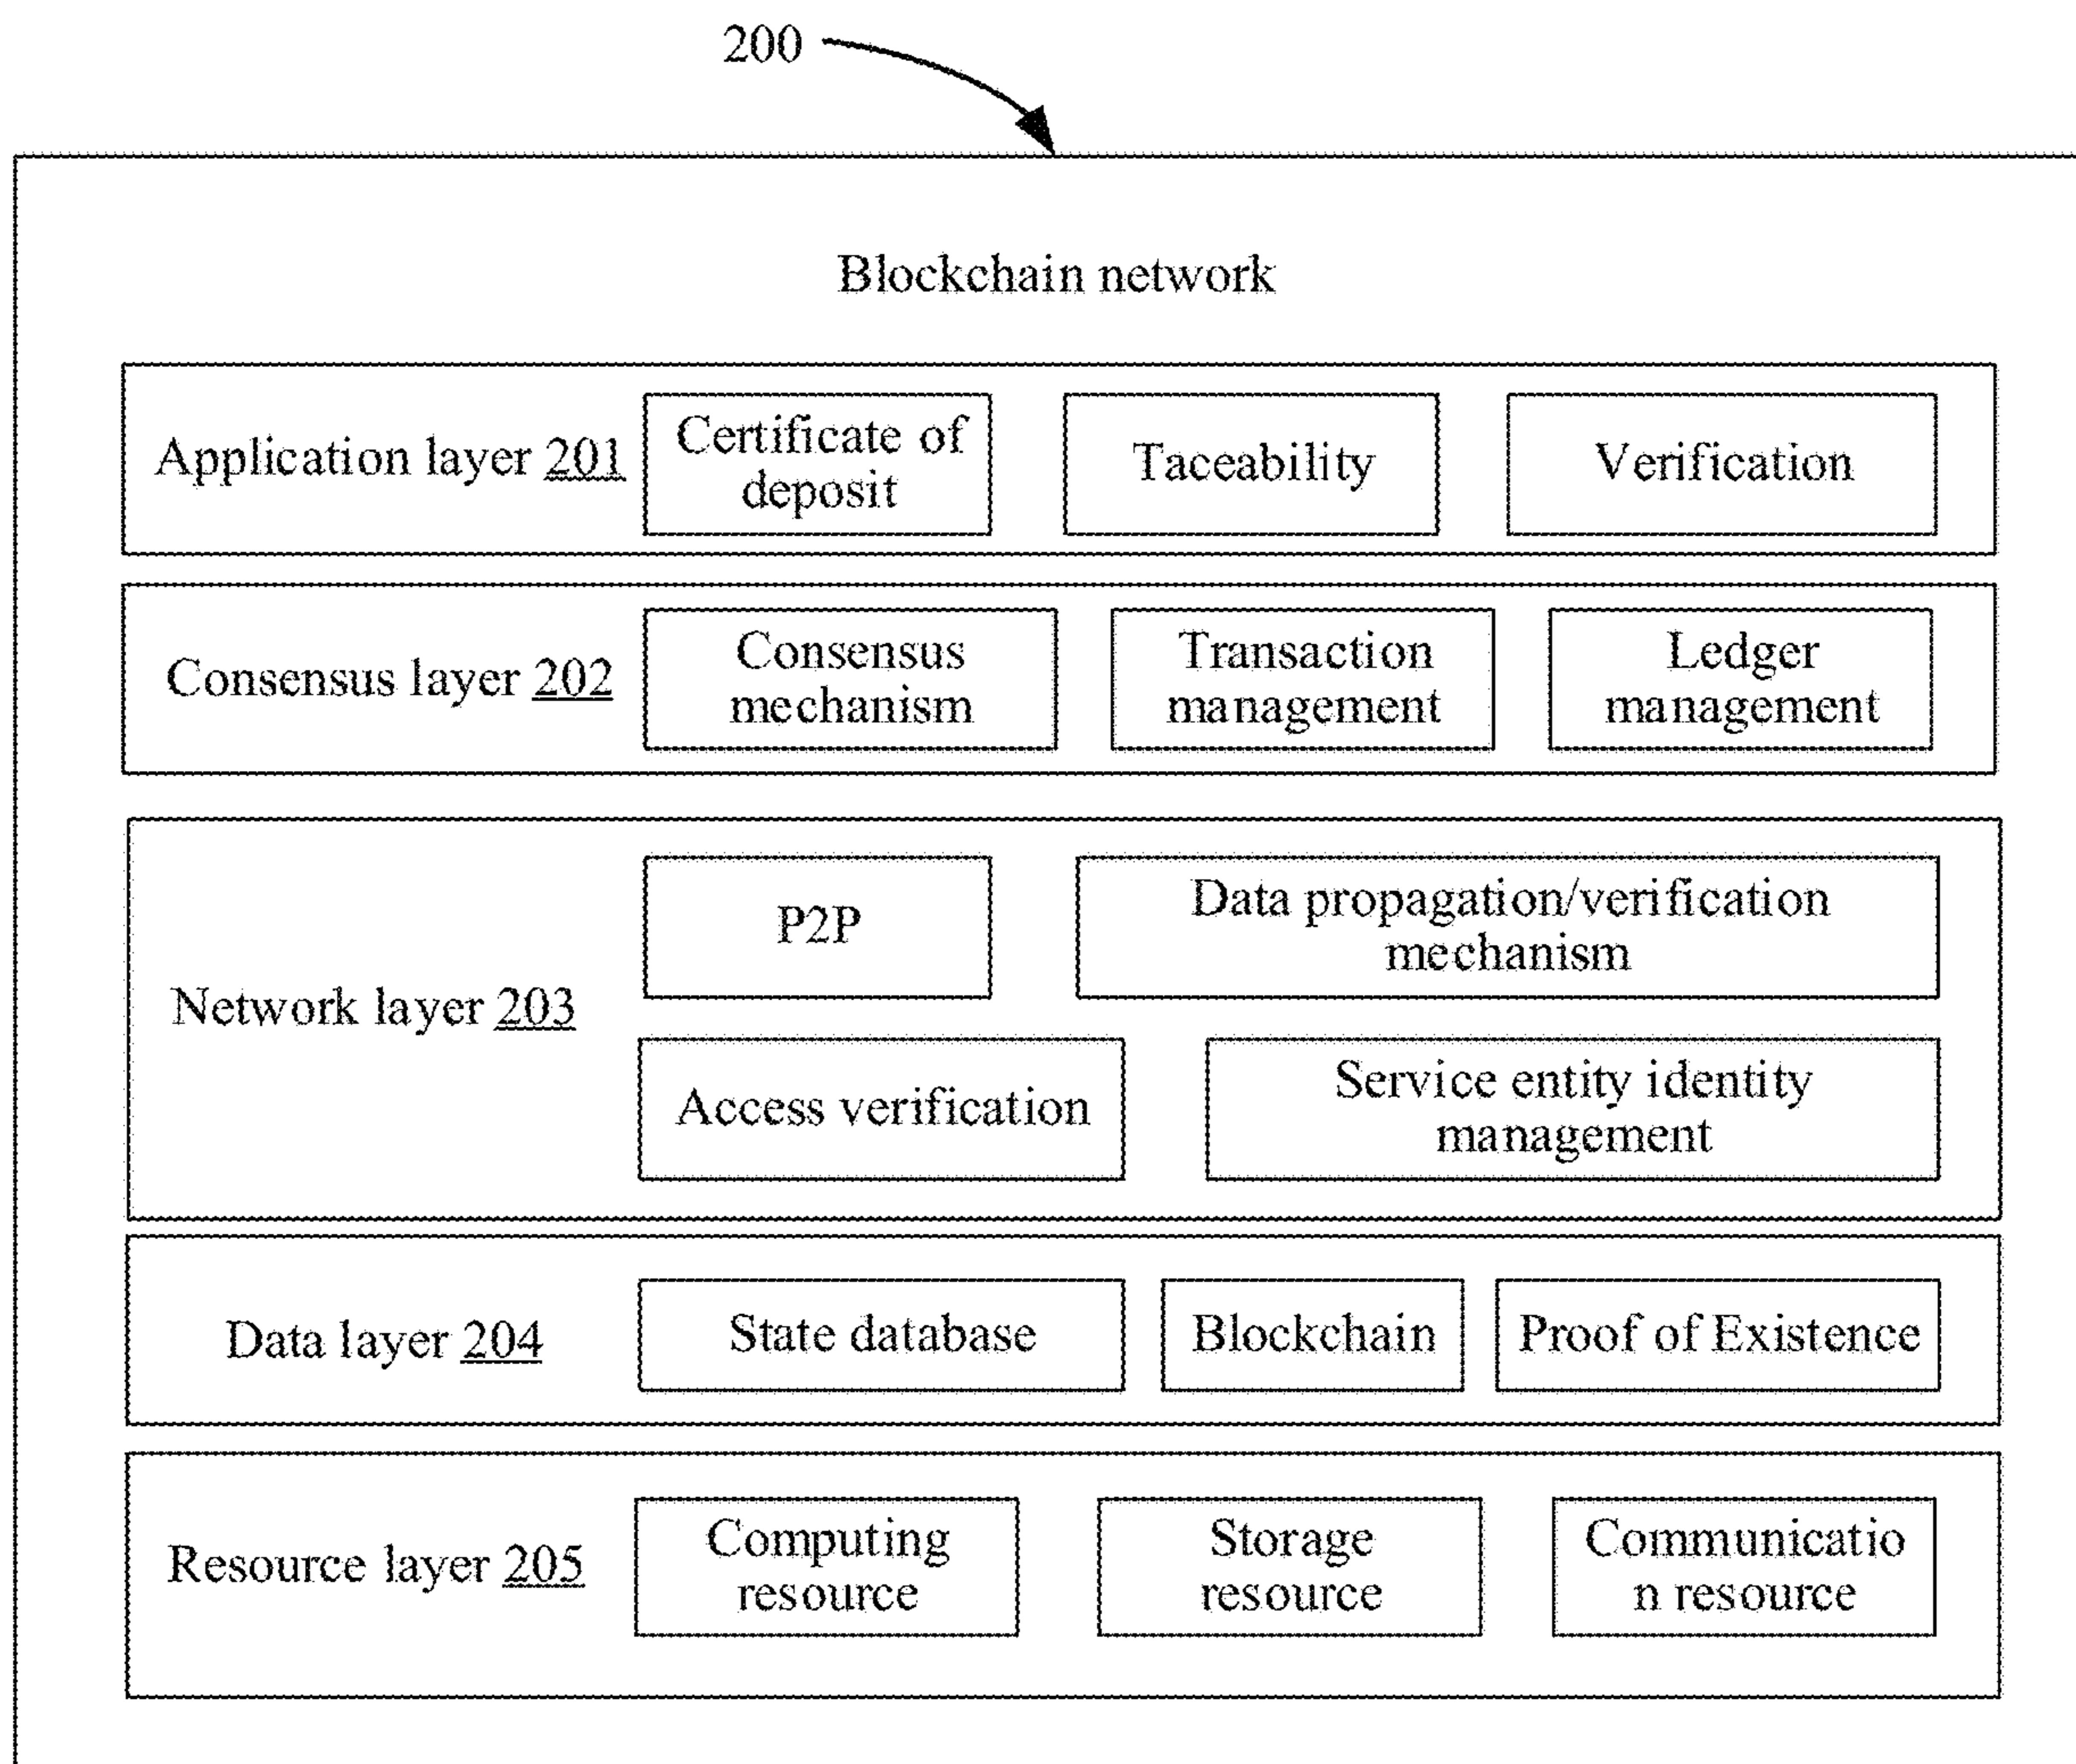 200
Blockchain network
Application layer 201
Certificate of
deposit
Taceability
Verification
Consensus layer 202
Consensus
mechanism
Transaction
management
Ledger
management
Network layer 203
P2P
Data propagation/verification
mechanism
Access verification
Service entity identity
management
Data layer 204
State database
Blockchain
Proof of Existence
Resource layer 205
Computing
resource
Storage
resource
Communicatio
n resource